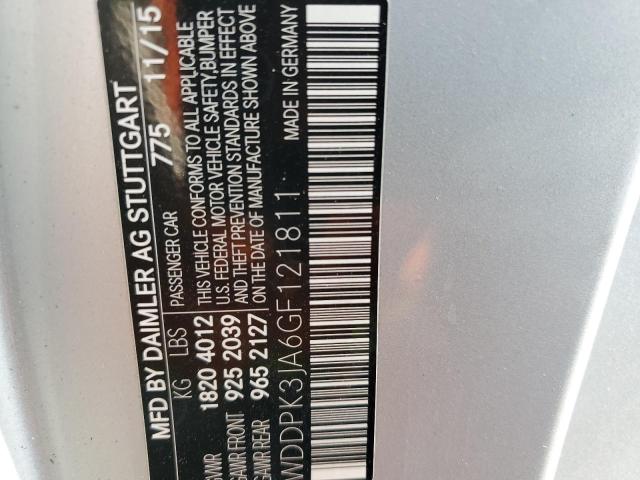 MFD BY DAIMLER AG STUTTGART
775 11/15
KG LBS PASSENGER CAR
GVWR 1820 4012
GAWR FRONT 925 2039
GAWR REAR 965 2127
THIS VEHICLE CONFORMS TO ALL APPLICABLE
U.S. FEDERAL MOTOR VEHICLE SAFETY, BUMPER
AND THEFT PREVENTION STANDARDS IN EFFECT
ON THE DATE OF MANUFACTURE SHOWN ABOVE
WDDPK3JA6GF121811
MADE IN GERMANY